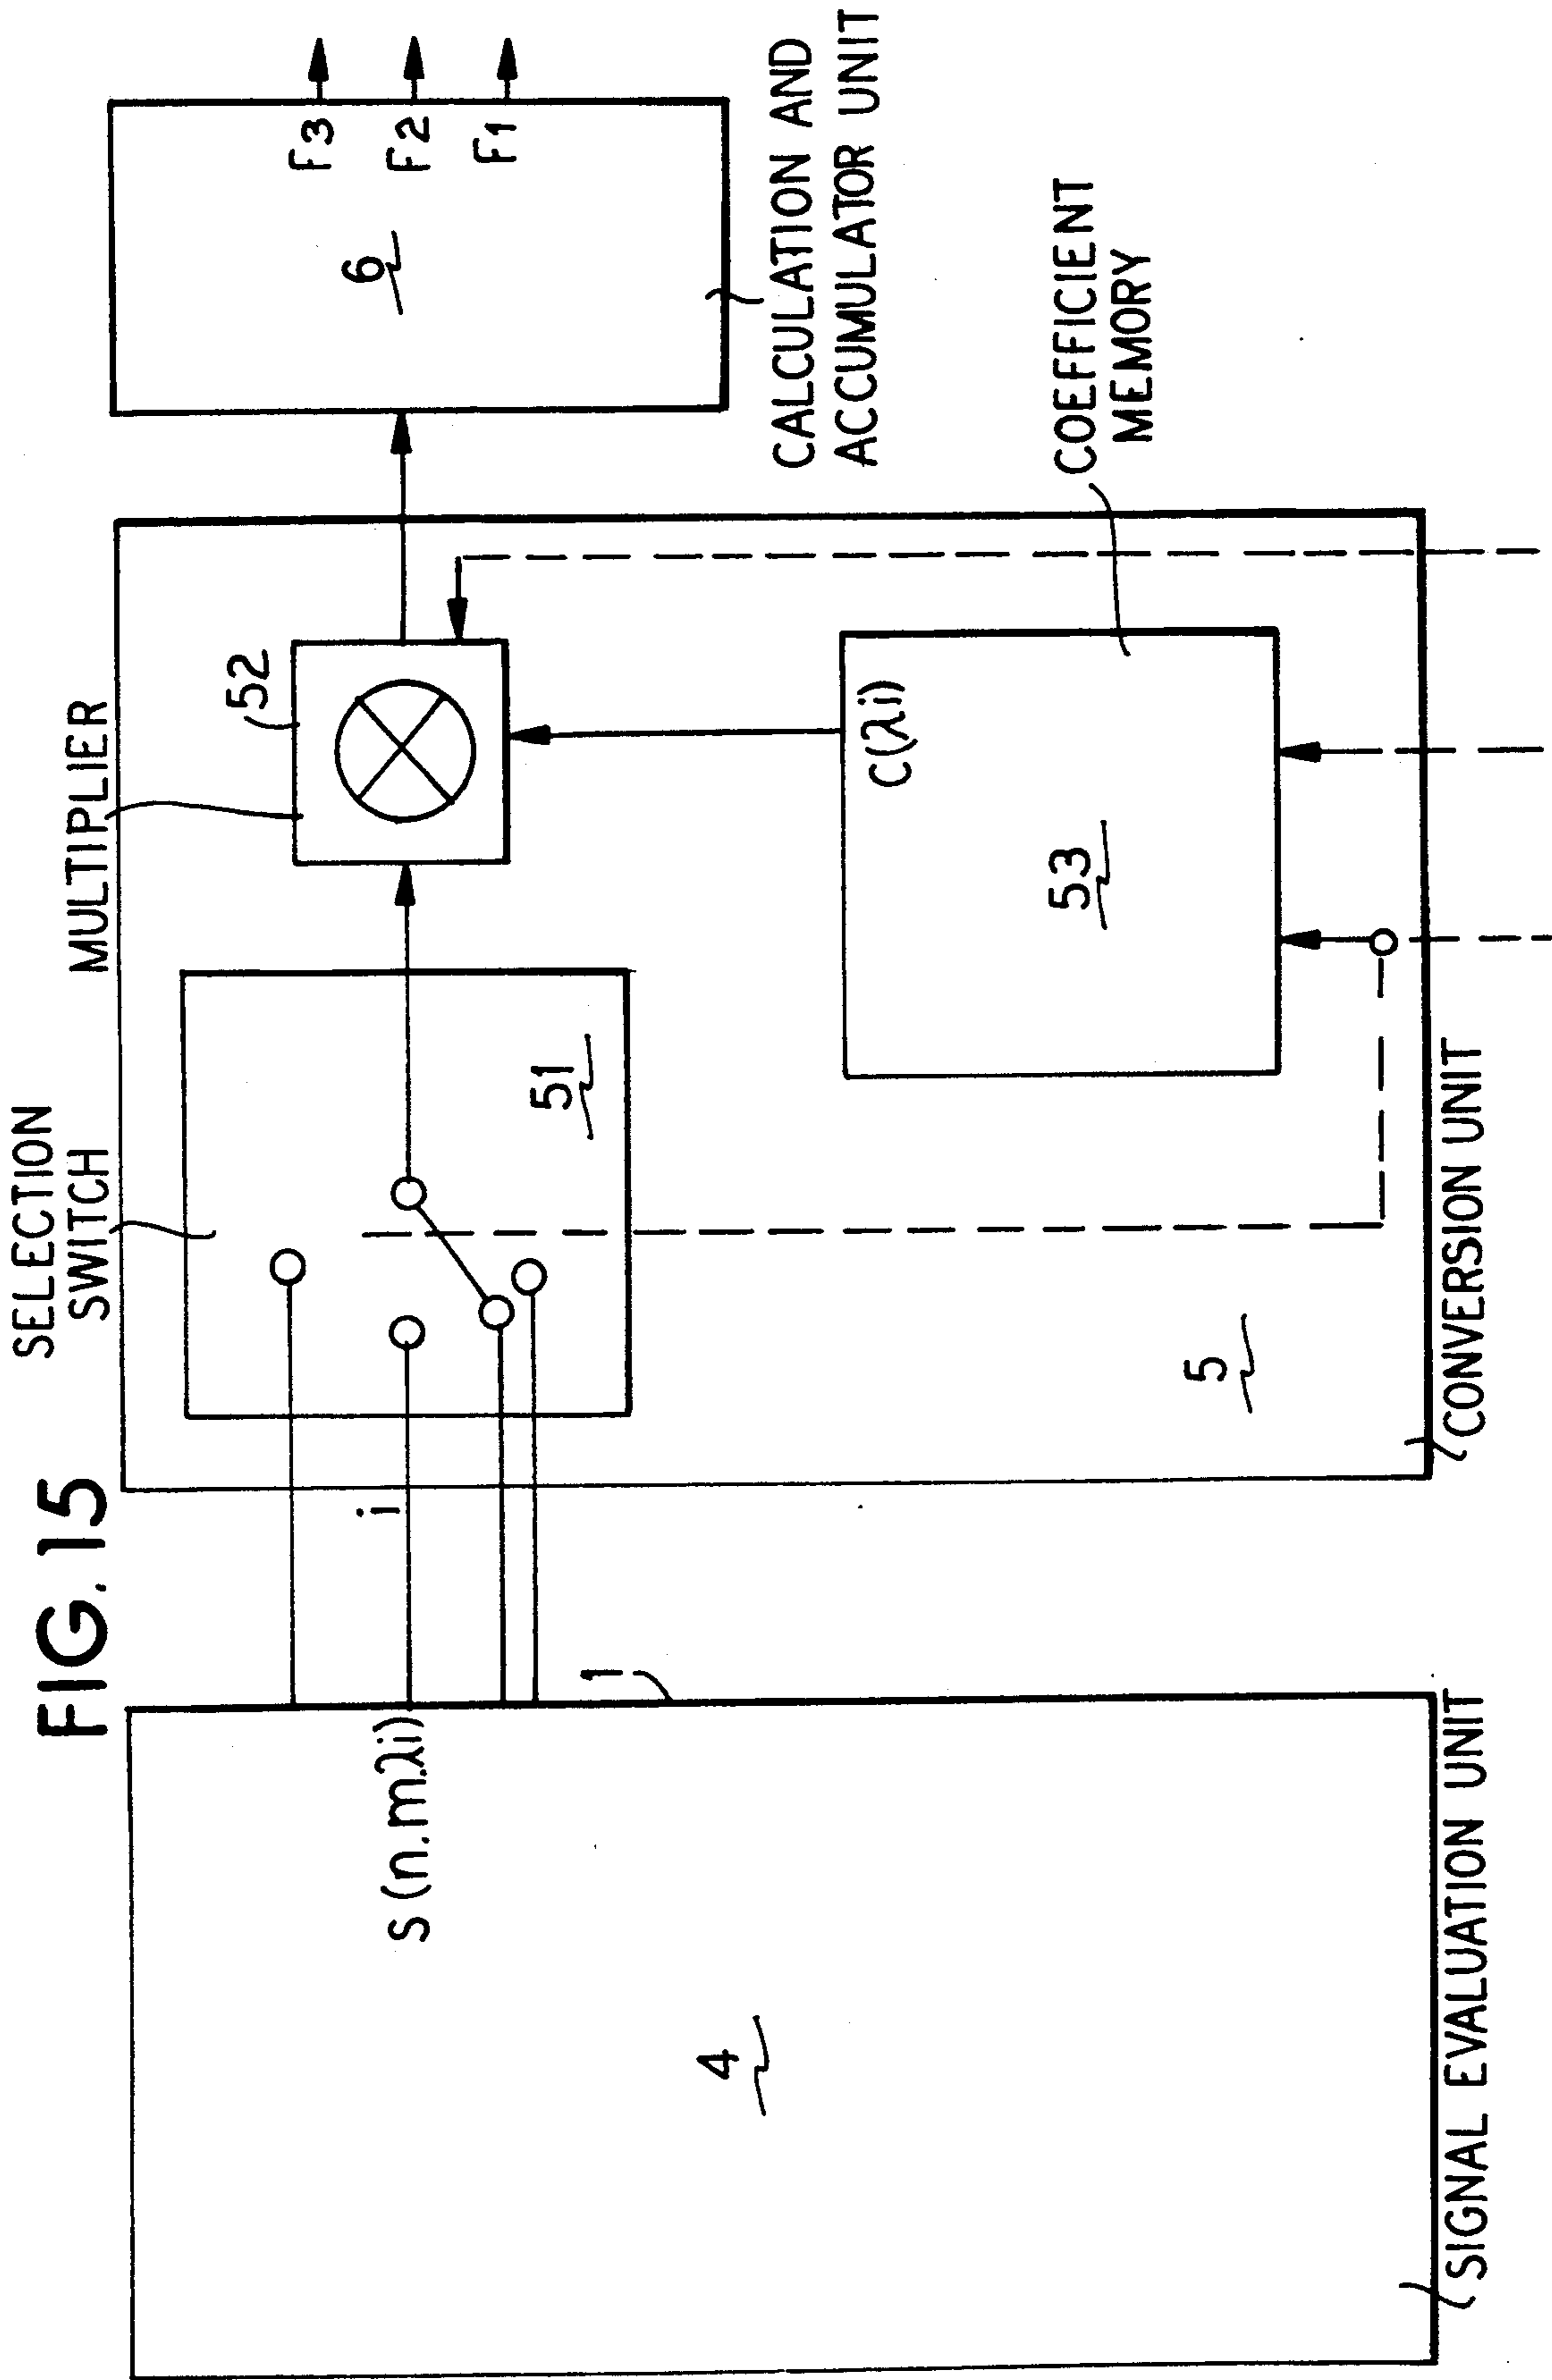 FIG. 15
SELECTION
SWITCH
MULTIPLIER
52
51
i
S (n.m.λi)
1
4
SIGNAL EVALUATION UNIT
5
CONVERSION UNIT
C(λi)
53
COEFFICIENT
MEMORY
6
F3
F2
F1
CALCULATION AND
ACCUMULATOR UNIT